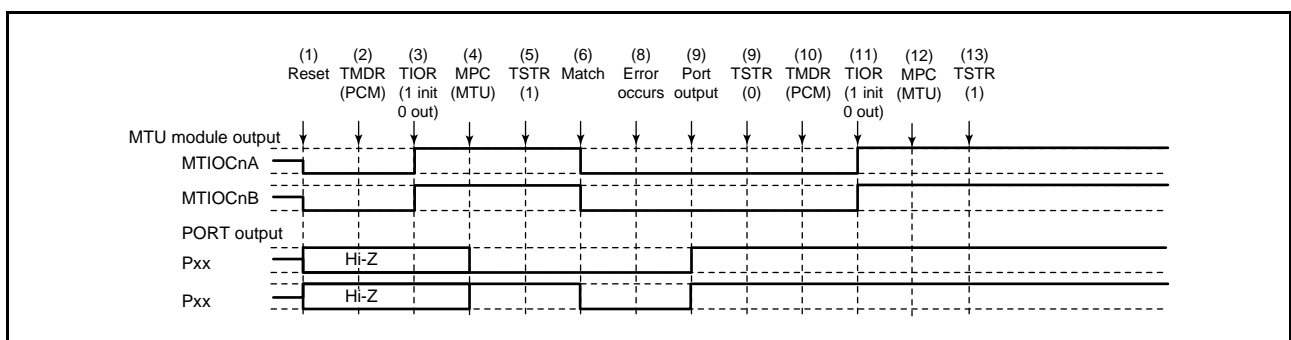 (1) (2) (3) (4) (5) (6) (8) (9) (9) (10) (11) (12) (13)
Reset TMDR TIOR MPC TSTR Match Error Port TSTR TMDR TIOR MPC TSTR
(PCM) (1 init (MTU) (1) occurs output (0) (PCM) (1 init (MTU) (1)
0 out) 0 out)
MTU module output
MTIOCnA
MTIOCnB
PORT output
Pxx Hi-Z
Pxx Hi-Z